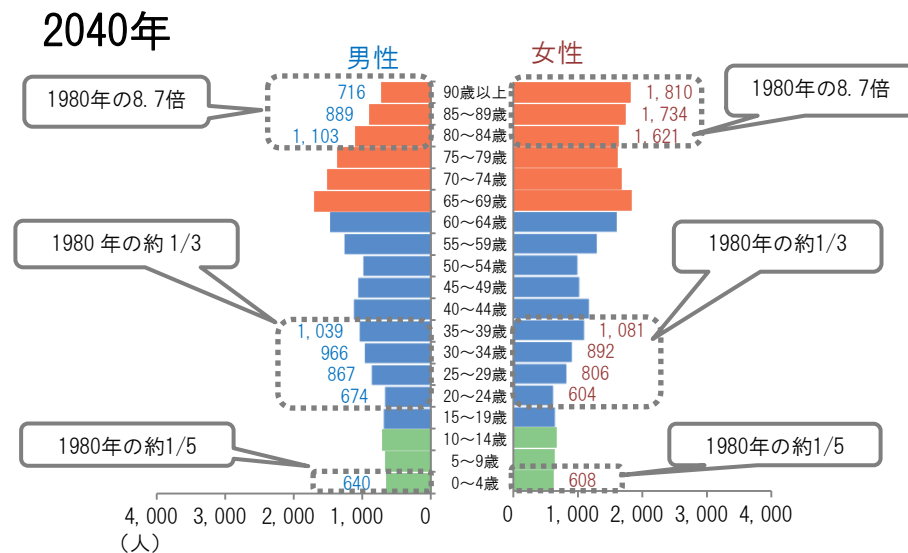 2040年
男性
女性
1980年の8.7倍
1980年の8.7倍
716 90歳以上 1,810
889 85～89歳 1,734
1,103 80～84歳 1,621
75～79歳
70～74歳
65～69歳
60～64歳
1980年の約1/3
1980年の約1/3
55～59歳
50～54歳
45～49歳
40～44歳
1,039 35～39歳 1,081
966 30～34歳 892
867 25～29歳 806
674 20～24歳 604
15～19歳
1980年の約1/5
1980年の約1/5
10～14歳
5～9歳
640 0～4歳 608
4,000 3,000 2,000 1,000 0 0 1,000 2,000 3,000 4,000
（人）